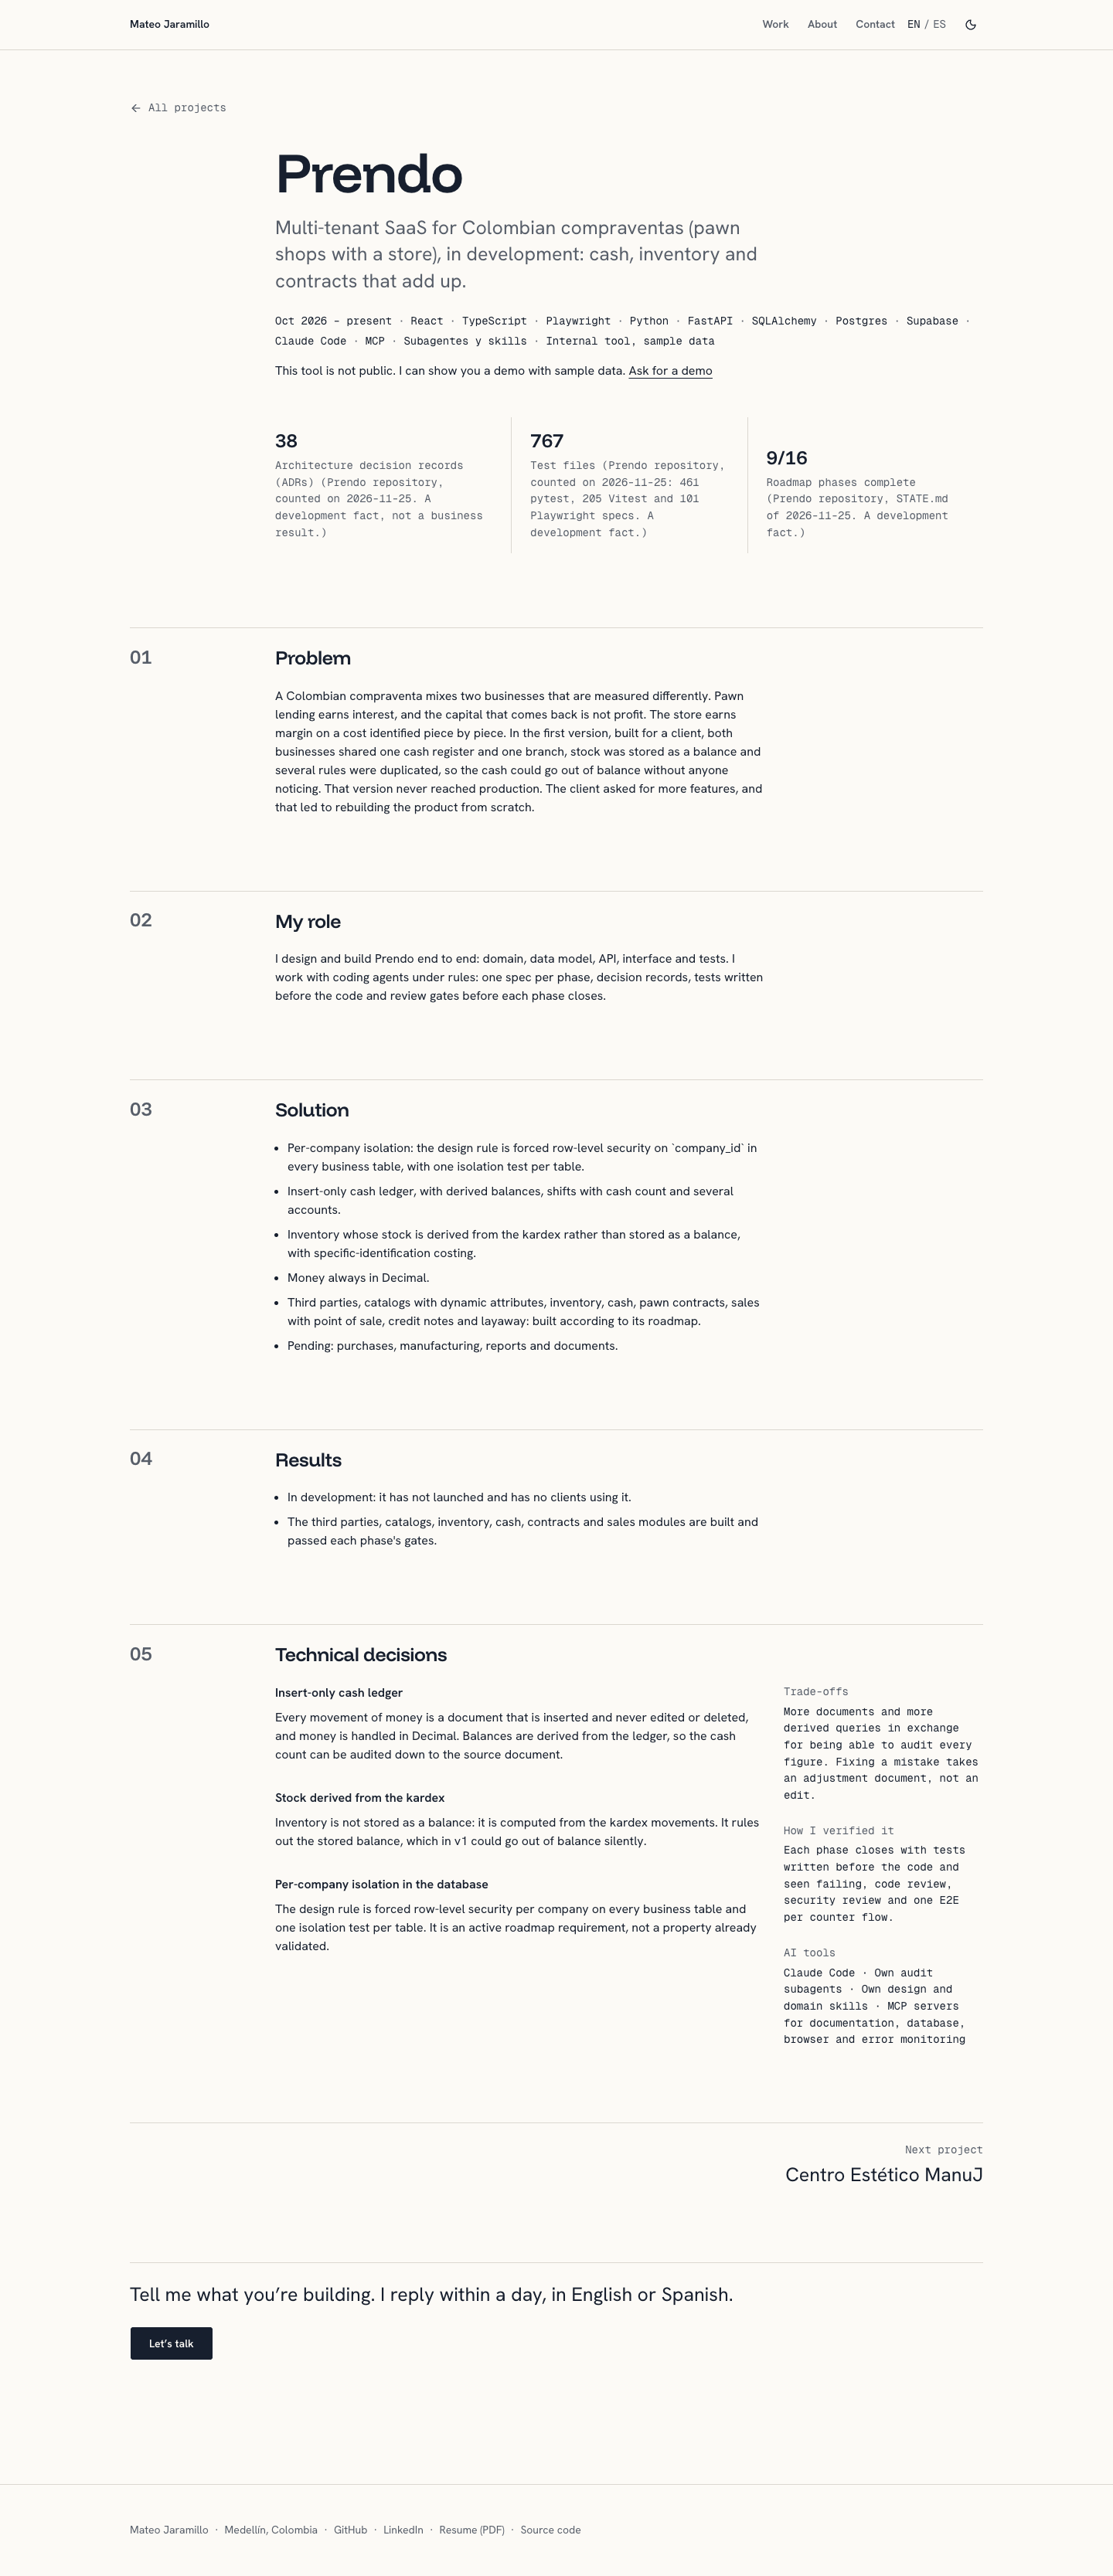 Mateo Jaramillo
Work About Contact EN / ES
← All projects
Prendo
Multi-tenant SaaS for Colombian compraventas (pawn
shops with a store), in development: cash, inventory and
contracts that add up.
Oct 2026 – present · React · TypeScript · Playwright · Python · FastAPI · SQLAlchemy · Postgres · Supabase ·
Claude Code · MCP · Subagentes y skills · Internal tool, sample data
This tool is not public. I can show you a demo with sample data. Ask for a demo
38
Architecture decision records
(ADRs) (Prendo repository,
counted on 2026-11-25. A
development fact, not a business
result.)
767
Test files (Prendo repository,
counted on 2026-11-25: 461
pytest, 205 Vitest and 101
Playwright specs. A
development fact.)
9/16
Roadmap phases complete
(Prendo repository, STATE.md
of 2026-11-25. A development
fact.)
01
Problem
A Colombian compraventa mixes two businesses that are measured differently. Pawn
lending earns interest, and the capital that comes back is not profit. The store earns
margin on a cost identified piece by piece. In the first version, built for a client, both
businesses shared one cash register and one branch, stock was stored as a balance and
several rules were duplicated, so the cash could go out of balance without anyone
noticing. That version never reached production. The client asked for more features, and
that led to rebuilding the product from scratch.
02
My role
I design and build Prendo end to end: domain, data model, API, interface and tests. I
work with coding agents under rules: one spec per phase, decision records, tests written
before the code and review gates before each phase closes.
03
Solution
• Per-company isolation: the design rule is forced row-level security on `company_id` in
every business table, with one isolation test per table.
• Insert-only cash ledger, with derived balances, shifts with cash count and several
accounts.
• Inventory whose stock is derived from the kardex rather than stored as a balance,
with specific-identification costing.
• Money always in Decimal.
• Third parties, catalogs with dynamic attributes, inventory, cash, pawn contracts, sales
with point of sale, credit notes and layaway: built according to its roadmap.
• Pending: purchases, manufacturing, reports and documents.
04
Results
• In development: it has not launched and has no clients using it.
• The third parties, catalogs, inventory, cash, contracts and sales modules are built and
passed each phase's gates.
05
Technical decisions
Insert-only cash ledger
Every movement of money is a document that is inserted and never edited or deleted,
and money is handled in Decimal. Balances are derived from the ledger, so the cash
count can be audited down to the source document.
Stock derived from the kardex
Inventory is not stored as a balance: it is computed from the kardex movements. It rules
out the stored balance, which in v1 could go out of balance silently.
Per-company isolation in the database
The design rule is forced row-level security per company on every business table and
one isolation test per table. It is an active roadmap requirement, not a property already
validated.
Trade-offs
More documents and more
derived queries in exchange
for being able to audit every
figure. Fixing a mistake takes
an adjustment document, not an
edit.
How I verified it
Each phase closes with tests
written before the code and
seen failing, code review,
security review and one E2E
per counter flow.
AI tools
Claude Code · Own audit
subagents · Own design and
domain skills · MCP servers
for documentation, database,
browser and error monitoring
Next project
Centro Estético ManuJ
Tell me what you’re building. I reply within a day, in English or Spanish.
Let’s talk
Mateo Jaramillo · Medellín, Colombia · GitHub · LinkedIn · Resume (PDF) · Source code